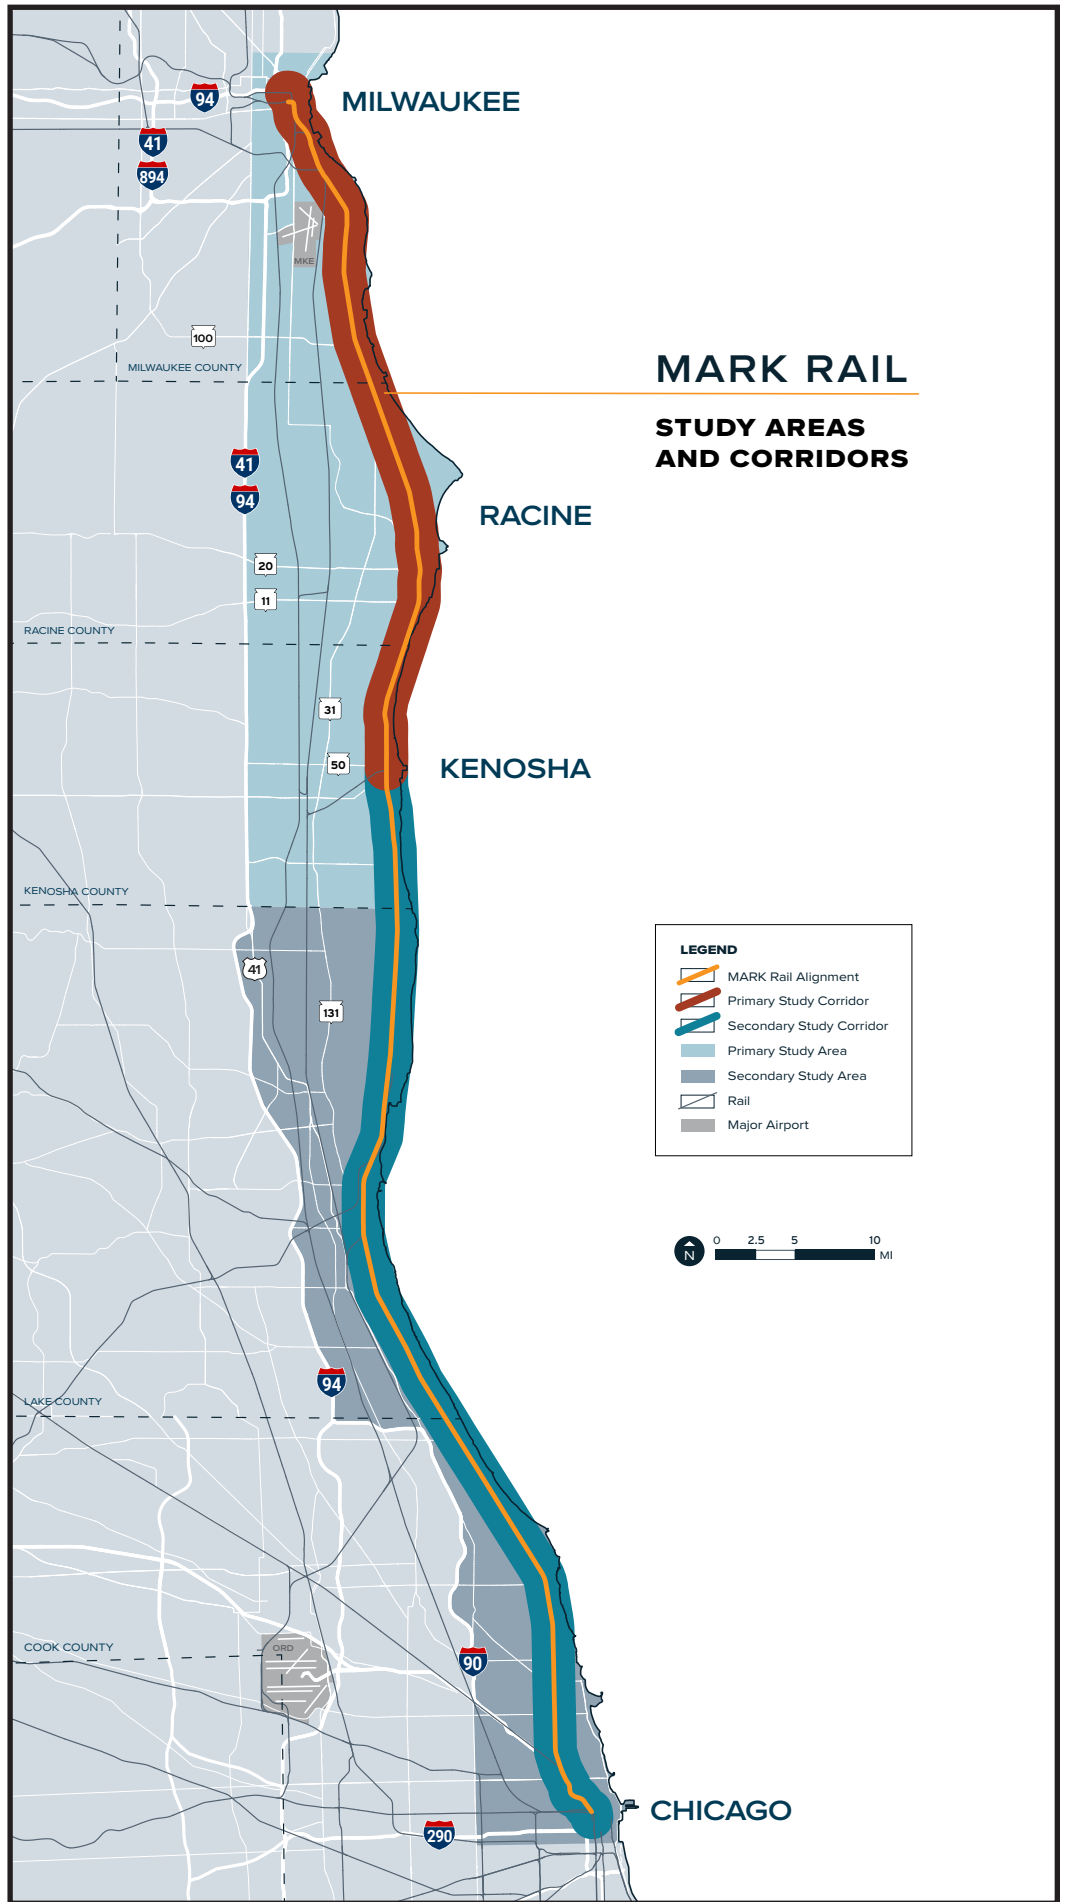 MILWAUKEE
94
41
894
MKE
100
MILWAUKEE COUNTY
MARK RAIL
STUDY AREAS
AND CORRIDORS
41
94
RACINE
20
11
RACINE COUNTY
31
50
KENOSHA
KENOSHA COUNTY
41
131
LEGEND
MARK Rail Alignment
Primary Study Corridor
Secondary Study Corridor
Primary Study Area
Secondary Study Area
Rail
Major Airport
N
0 2.5 5 10
MI
94
LAKE COUNTY
COOK COUNTY
ORD
90
CHICAGO
290